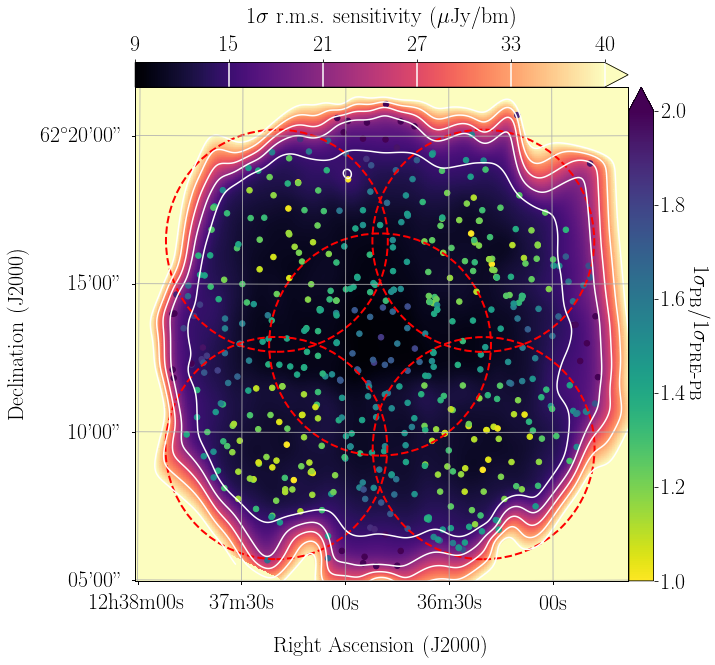 1σ r.m.s. sensitivity (μJy/bm)
9 15 21 27 33 40
62°20'00"
15'00"
10'00"
05'00"
Declination (J2000)
12h38m00s 37m30s 00s 36m30s 00s
Right Ascension (J2000)
2.0
1.8
1.6
1.4
1.2
1.0
1σPB/1σPRE-PB